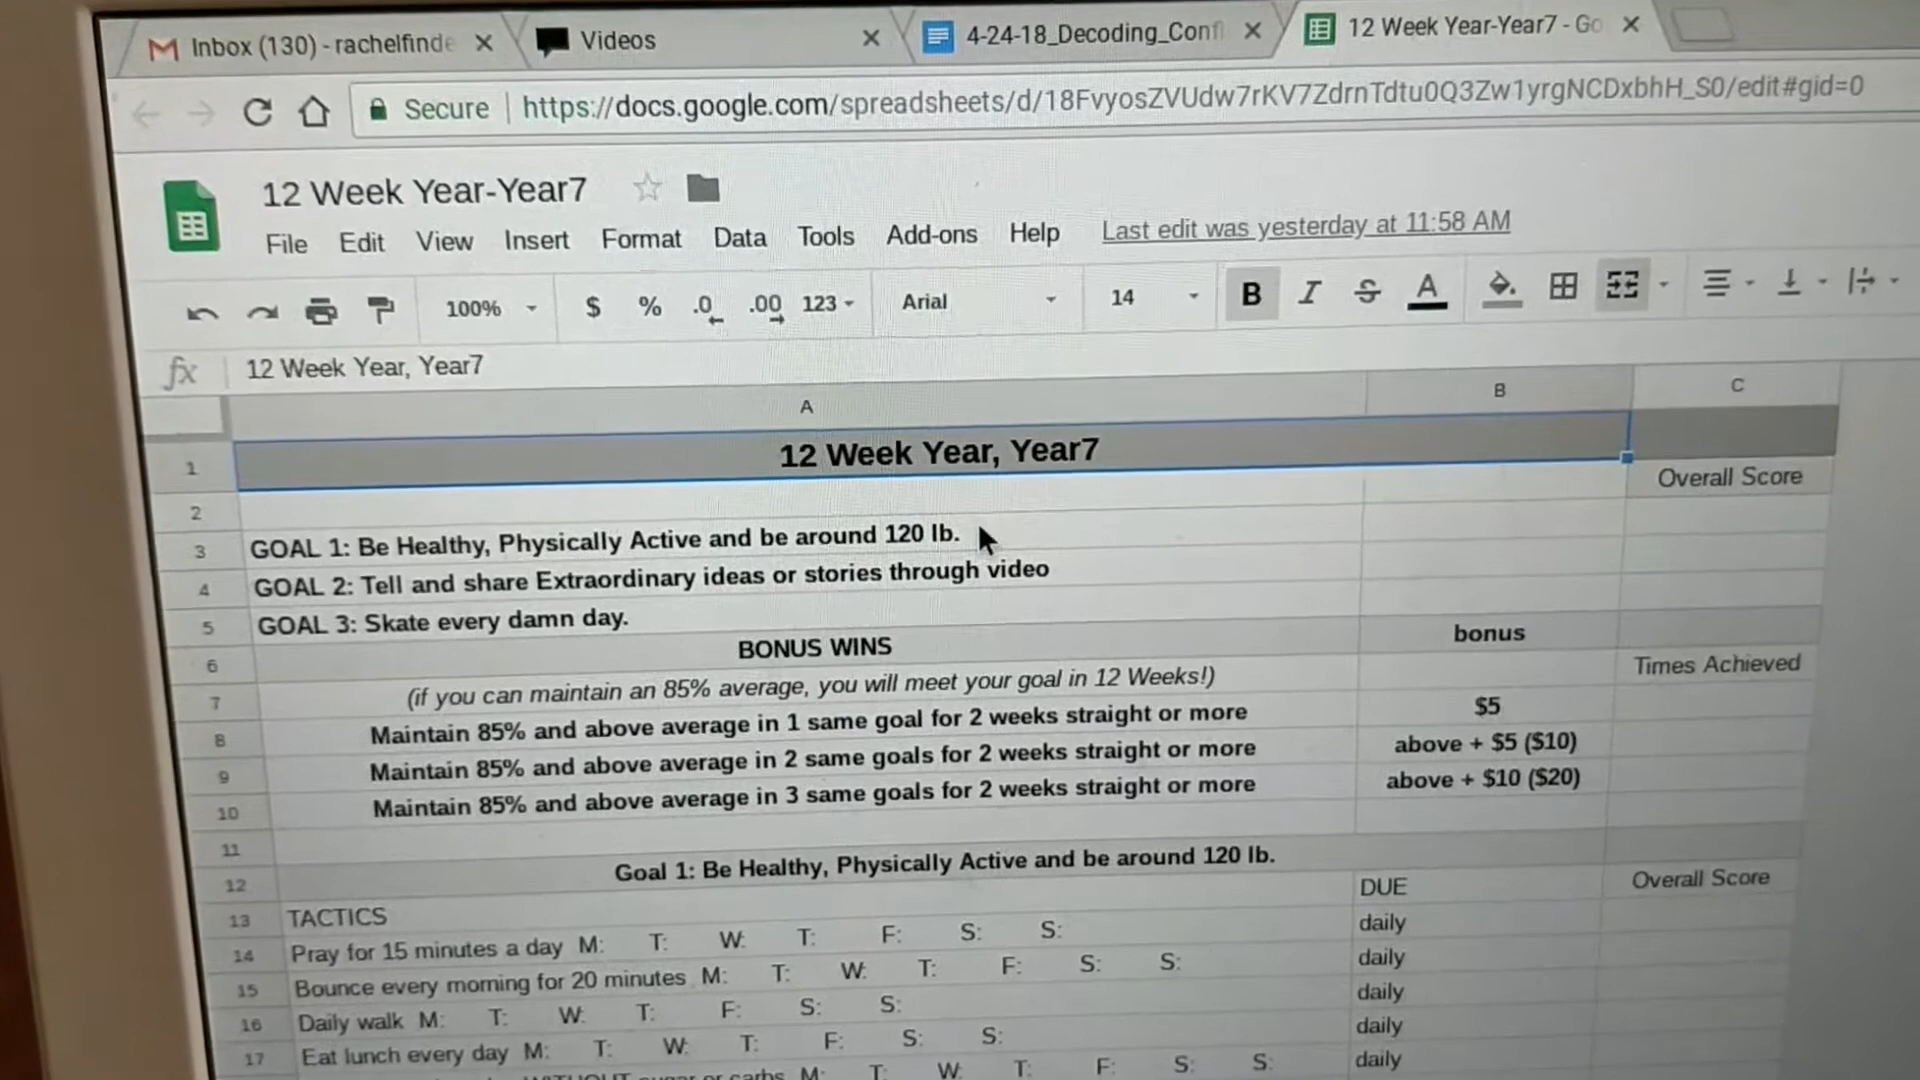 Inbox (130) - rachelfinde
Videos
4-24-18_Decoding_Confl
12 Week Year-Year7 - Go
Secure
https://docs.google.com/spreadsheets/d/18FvyosZVUdw7rKV7ZdrnTdtu0Q3Zw1yrgNCDxbhH_S0/edit#gid=0
12 Week Year-Year7
File Edit View Insert Format Data Tools Add-ons Help Last edit was yesterday at 11:58 AM
100% $ % .0 .00 123 Arial 14 B I S A
fx 12 Week Year, Year7
A B C
1 12 Week Year, Year7
2 Overall Score
3 GOAL 1: Be Healthy, Physically Active and be around 120 lb.
4 GOAL 2: Tell and share Extraordinary ideas or stories through video
5 GOAL 3: Skate every damn day.
6 BONUS WINS bonus
7 (if you can maintain an 85% average, you will meet your goal in 12 Weeks!) Times Achieved
8 Maintain 85% and above average in 1 same goal for 2 weeks straight or more $5
9 Maintain 85% and above average in 2 same goals for 2 weeks straight or more above + $5 ($10)
10 Maintain 85% and above average in 3 same goals for 2 weeks straight or more above + $10 ($20)
11
12 Goal 1: Be Healthy, Physically Active and be around 120 lb.
13 TACTICS DUE Overall Score
14 Pray for 15 minutes a day M: T: W: T: F: S: S: daily
15 Bounce every morning for 20 minutes M: T: W: T: F: S: S: daily
16 Daily walk M: T: W: T: F: S: S: daily
17 Eat lunch every day M: T: W: T: F: S: S: daily
WITHOUT sugar or carbs M: T: W: T: F: S: S: daily